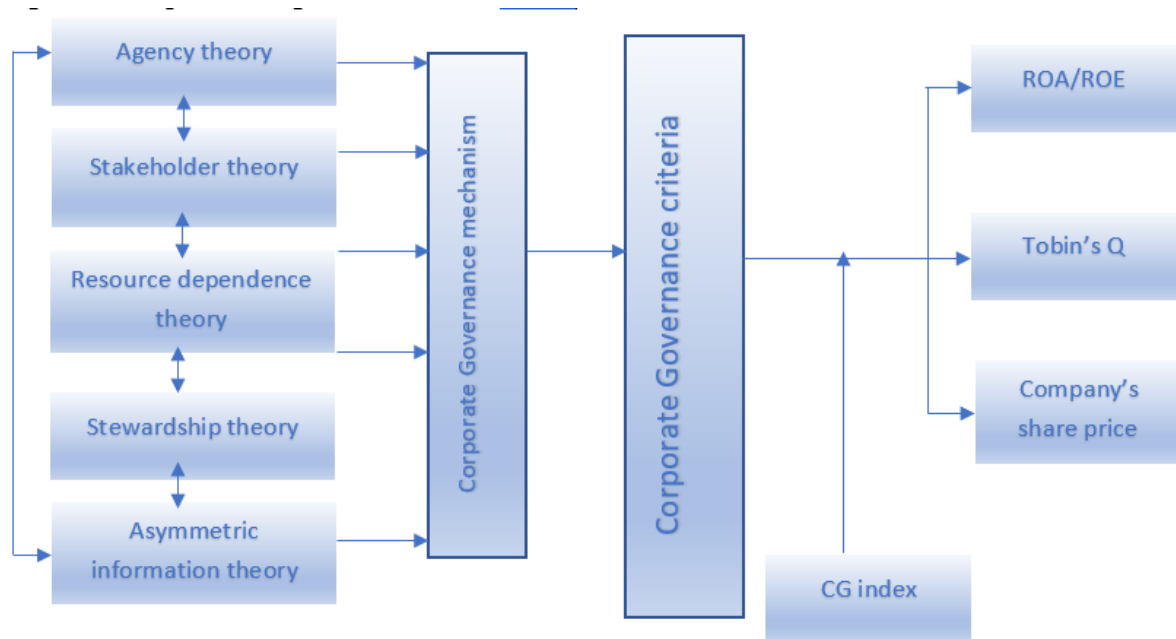 Agency theory
Stakeholder theory
Resource dependence
theory
Stewardship theory
Asymmetric
information theory
Corporate Governance mechanism
Corporate Governance criteria
ROA/ROE
Tobin's Q
Company's
share price
CG index